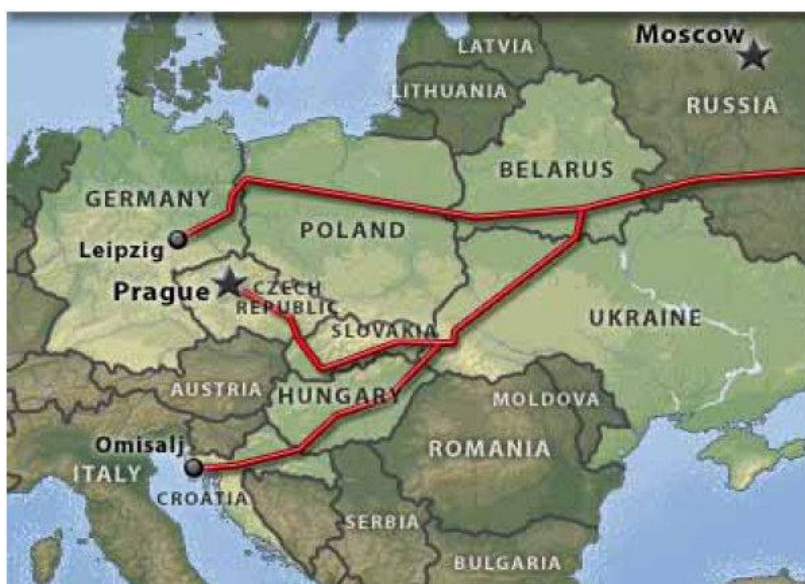 LATVIA
Moscow
LITHUANIA
RUSSIA
BELARUS
GERMANY
POLAND
Leipzig
Prague
CZECH
REPUBLIC
SLOVAKIA
UKRAINE
AUSTRIA
HUNGARY
MOLDOVA
Omisalj
ROMANIA
ITALY
CROATIA
SERBIA
BULGARIA